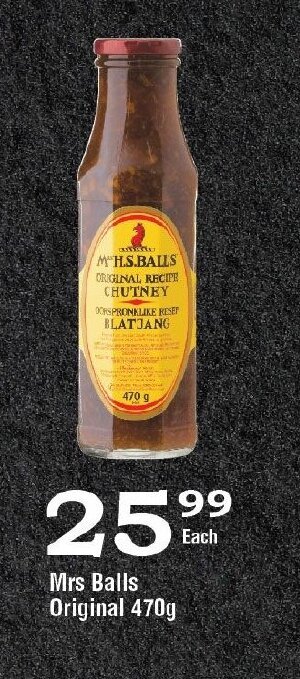 Mrs H.S.BALLS
ORIGINAL RECIPE
CHUTNEY
OORSPRONKLIKE RESEP
BLATJANG
470 g
25 99
Each
Mrs Balls
Original 470g